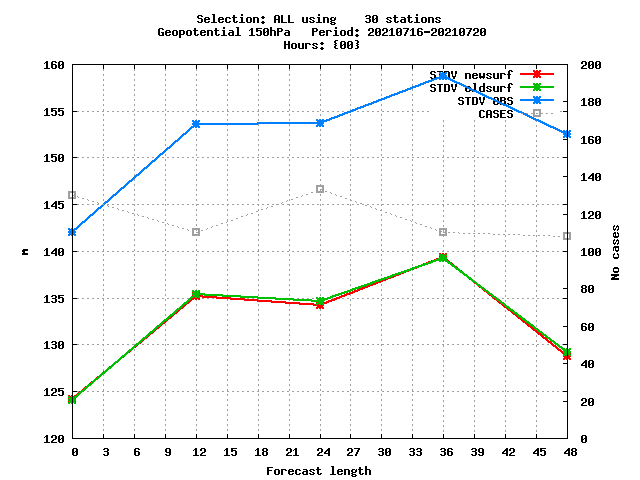 Selection: ALL using    30 stations
Geopotential 150hPa   Period: 20210716-20210720
Hours: {00}
160 200
STDV newsurf
STDV oldsurf
STDV OBS
CASES
155 180
160
150
140
145
120
m 140 100 No cases
135 80
130 60
40
125
20
120 0
0 3 6 9 12 15 18 21 24 27 30 33 36 39 42 45 48
Forecast length